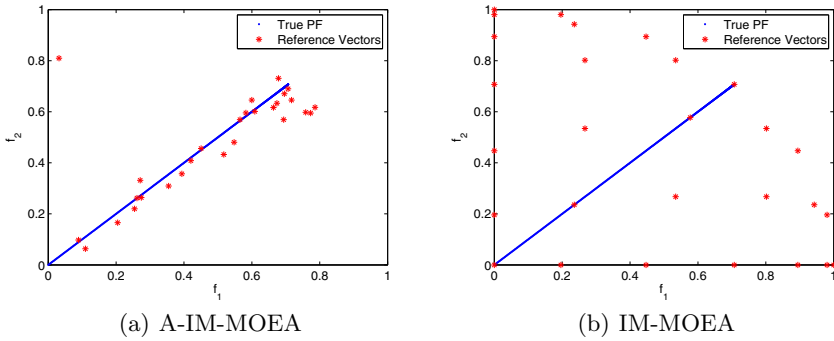 True PF
Reference Vectors
1
0.8
0.6
0.4
0.2
0
f2
0 0.2 0.4 0.6 0.8 1
f1
(a) A-IM-MOEA
True PF
Reference Vectors
1
0.8
0.6
0.4
0.2
0
f2
0 0.2 0.4 0.6 0.8 1
f1
(b) IM-MOEA